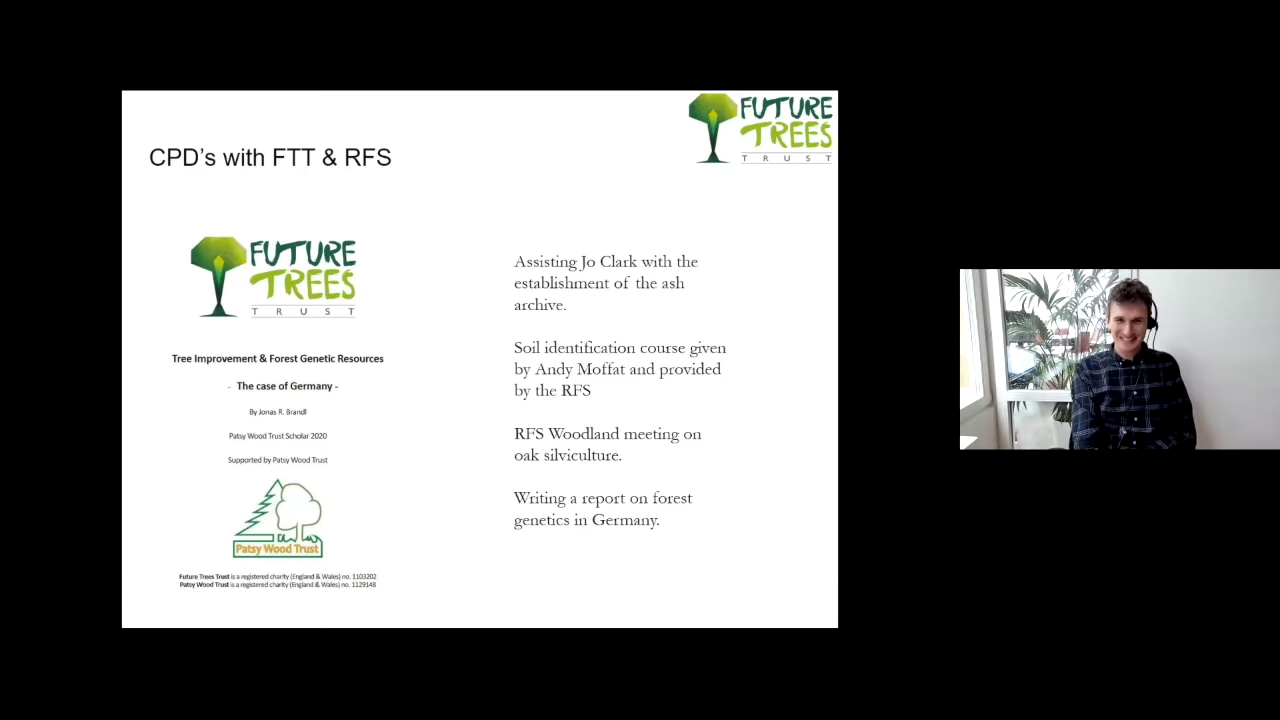 FUTURE
TREES
TRUST
CPD's with FTT & RFS
FUTURE
TREES
TRUST
Tree Improvement & Forest Genetic Resources
- The case of Germany -
By Jonas R. Brandl
Patsy Wood Trust Scholar 2020
Supported by Patsy Wood Trust
Patsy Wood Trust
Future Trees Trust is a registered charity (England & Wales) no. 1103202
Patsy Wood Trust is a registered charity (England & Wales) no. 1129148
Assisting Jo Clark with the
establishment of the ash
archive.
Soil identification course given
by Andy Moffat and provided
by the RFS
RFS Woodland meeting on
oak silviculture.
Writing a report on forest
genetics in Germany.